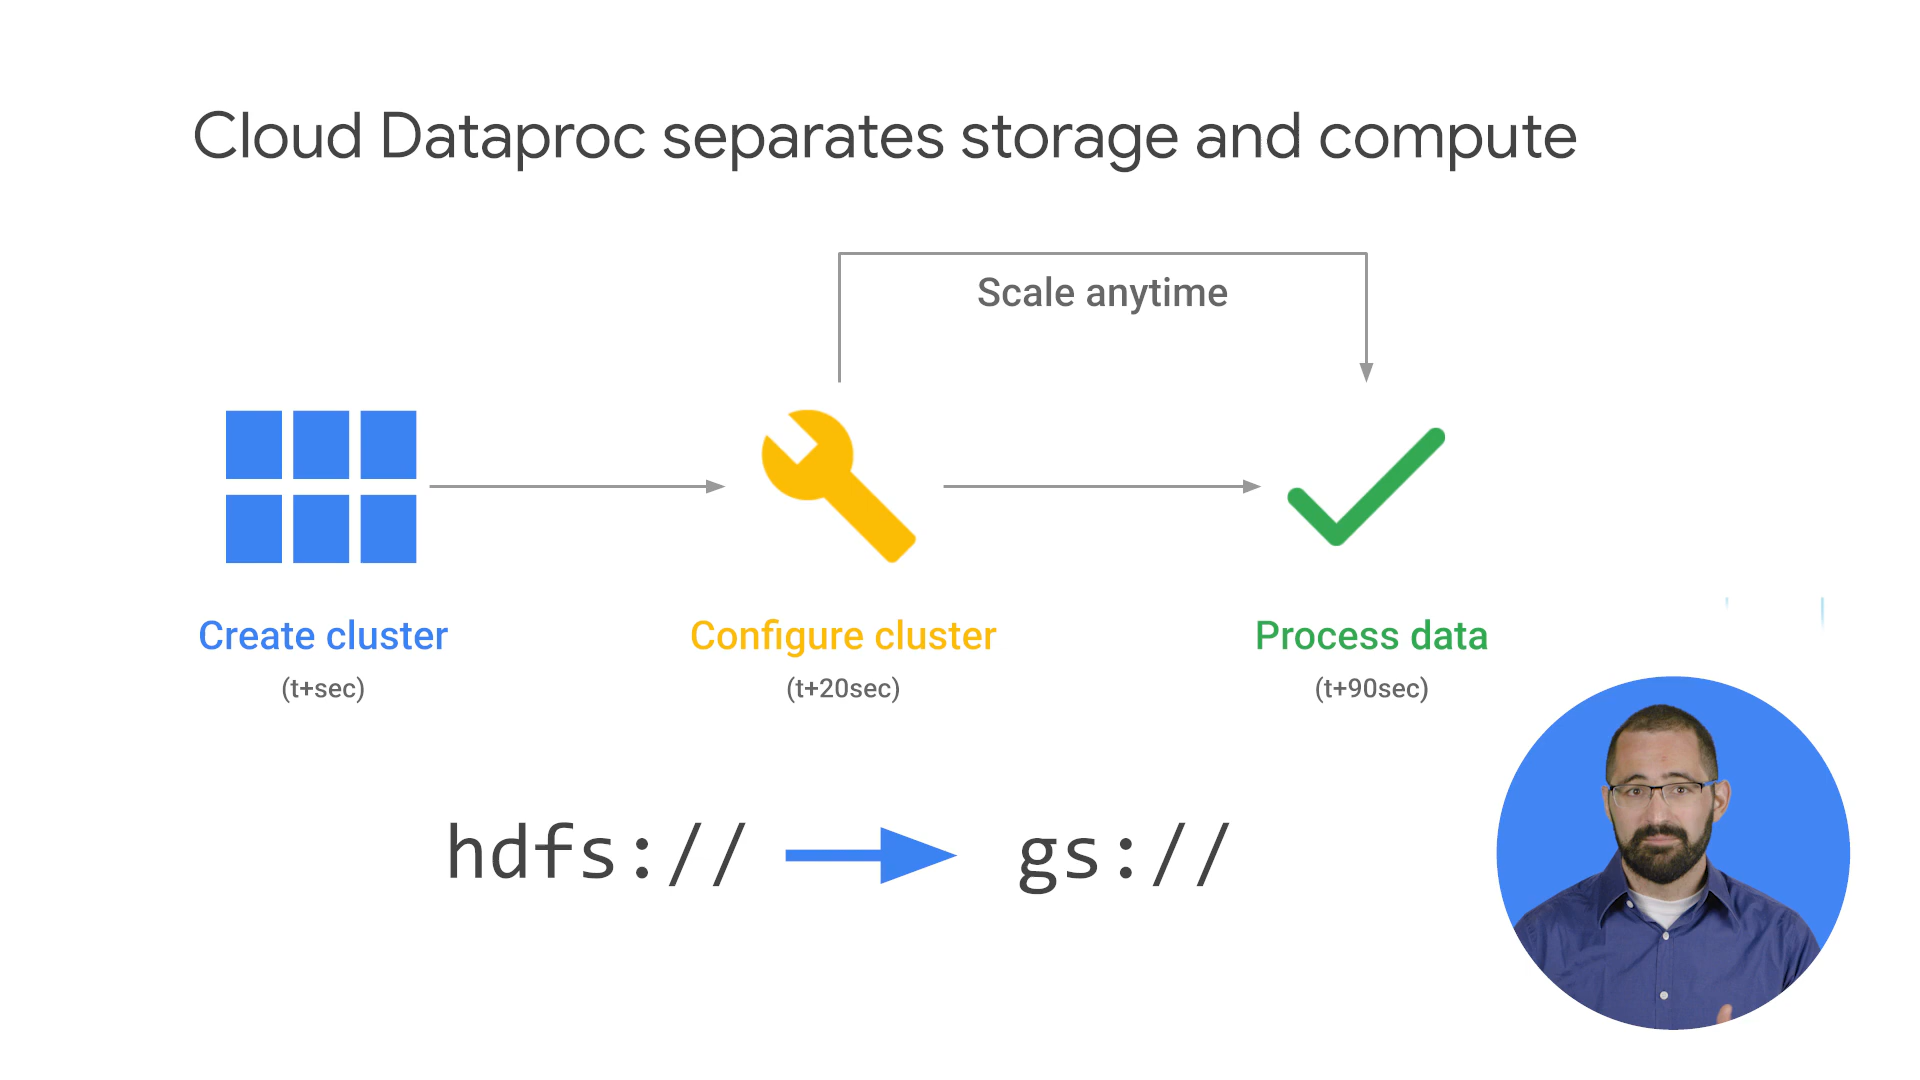 Cloud Dataproc separates storage and compute
Scale anytime
Create cluster
Configure cluster
Process data
(t+sec)
(t+20sec)
(t+90sec)
hdfs://
gs://